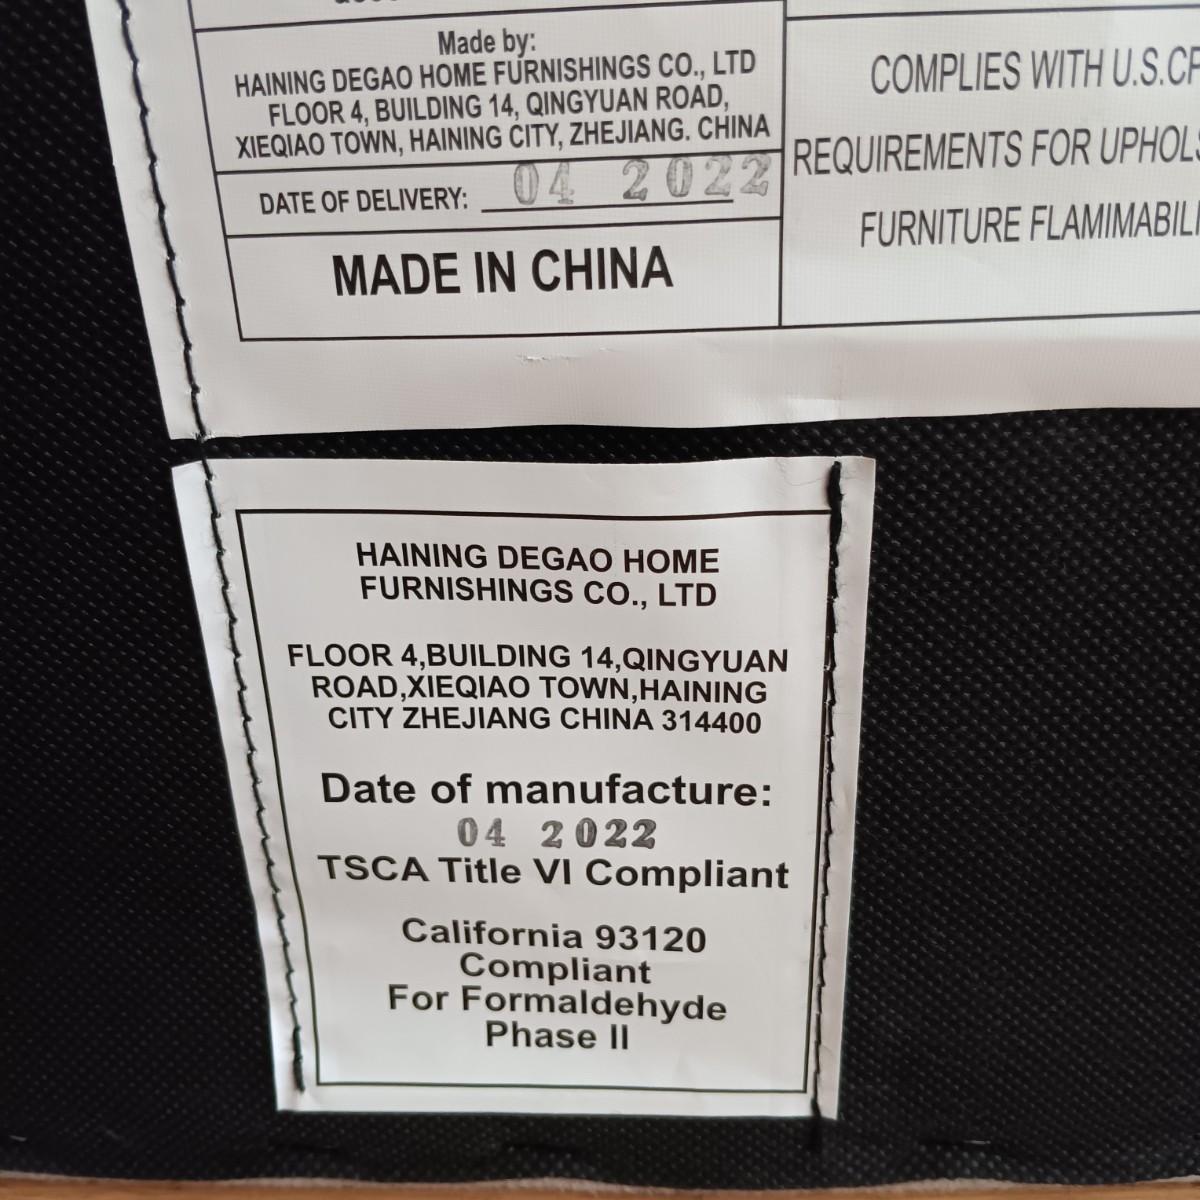 Made by:
HAINING DEGAO HOME FURNISHINGS CO., LTD
FLOOR 4, BUILDING 14, QINGYUAN ROAD,
XIEQIAO TOWN, HAINING CITY, ZHEJIANG. CHINA
DATE OF DELIVERY: 04 2022
MADE IN CHINA
COMPLIES WITH
REQUIREMENTS FOR
FURNITURE
HAINING DEGAO HOME
FURNISHINGS CO., LTD
FLOOR 4,BUILDING 14,QINGYUAN
ROAD,XIEQIAO TOWN,HAINING
CITY ZHEJIANG CHINA 314400
Date of manufacture:
04 2022
TSCA Title VI Compliant
California 93120
Compliant
For Formaldehyde
Phase II